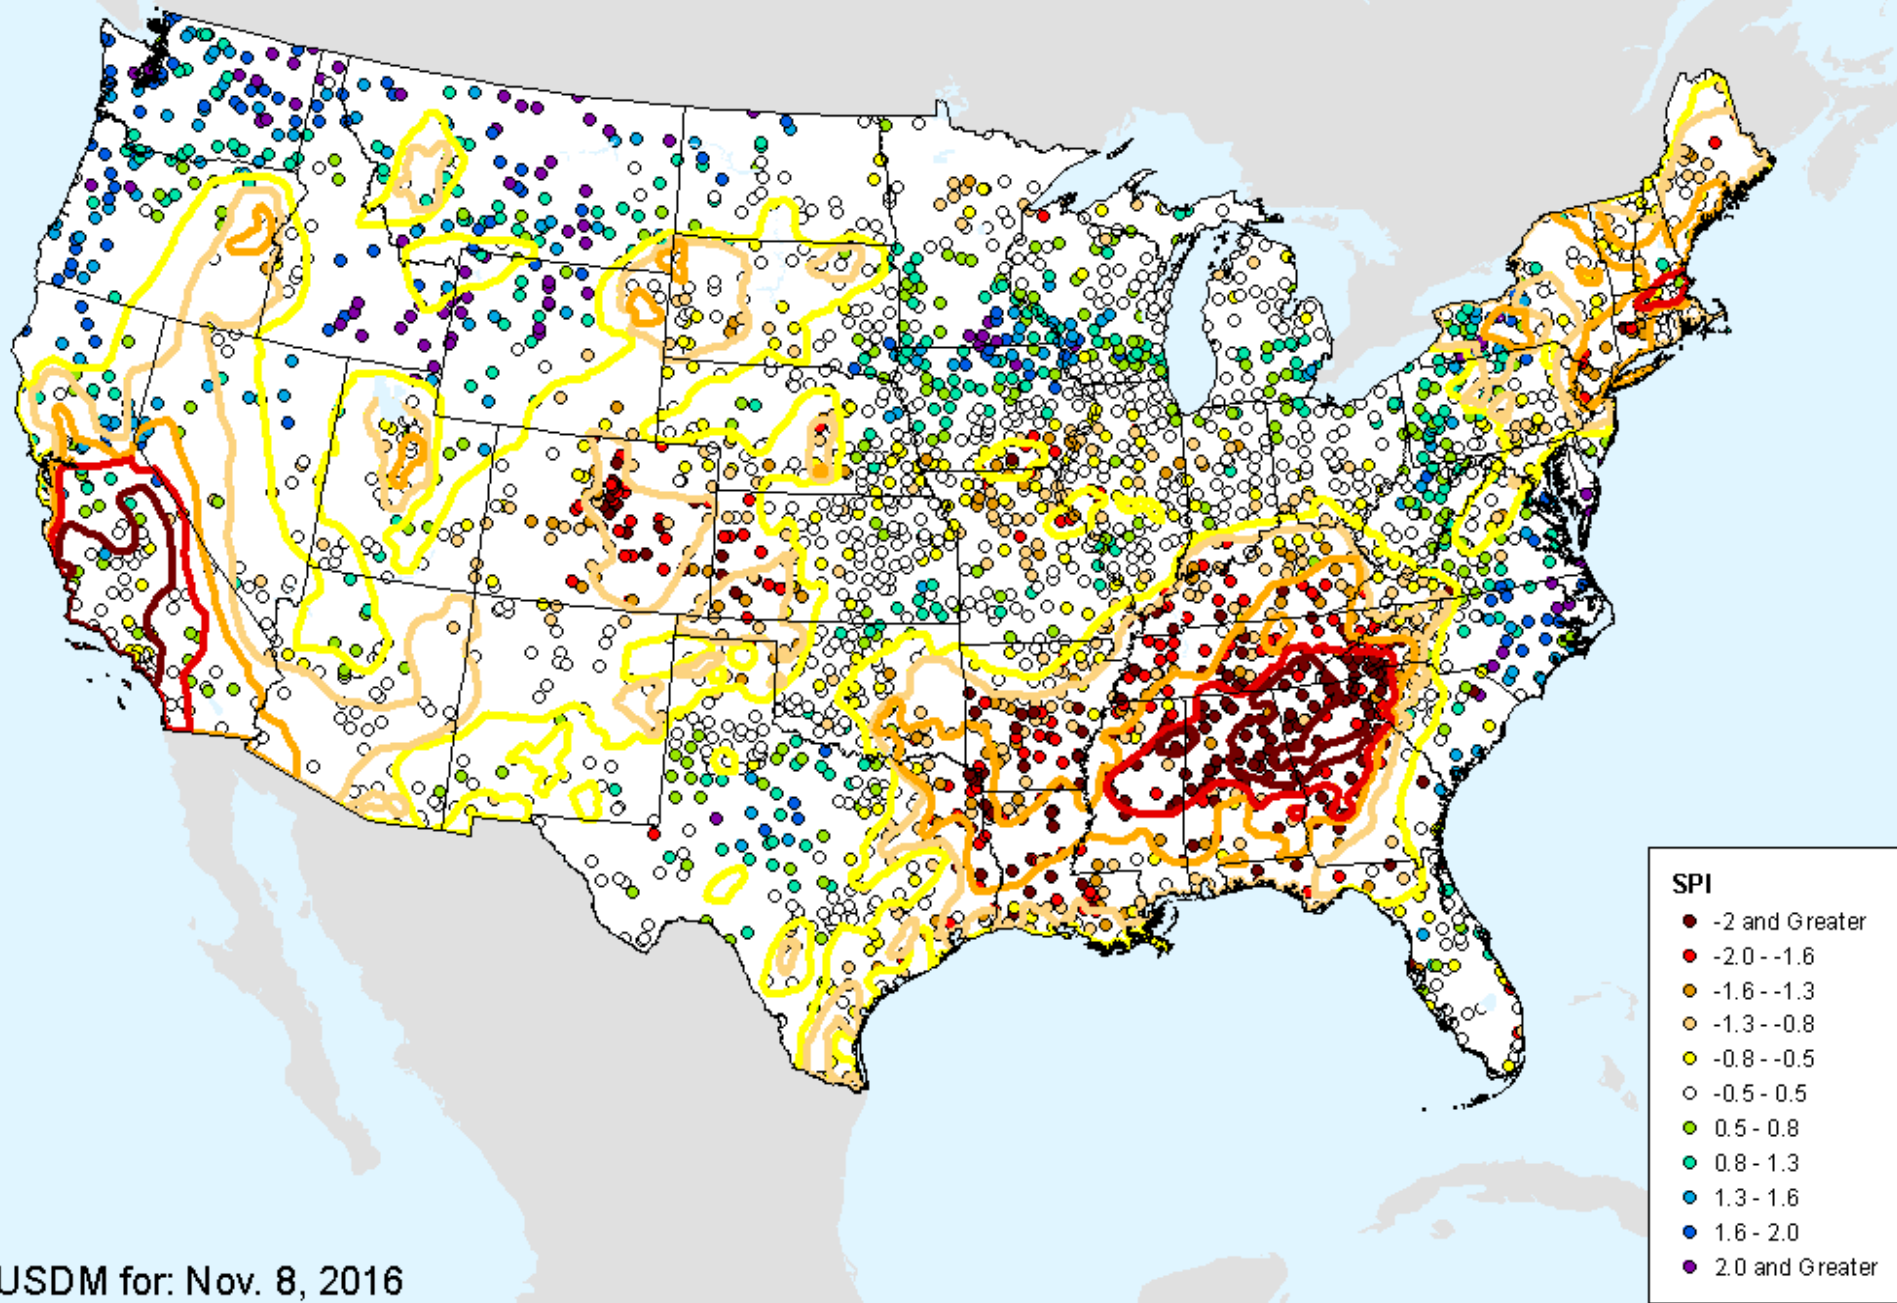 SPI
-2 and Greater
-2.0 - -1.6
-1.6 - -1.3
-1.3 - -0.8
-0.8 - -0.5
-0.5 - 0.5
0.5 - 0.8
0.8 - 1.3
1.3 - 1.6
1.6 - 2.0
2.0 and Greater
USDM for: Nov. 8, 2016